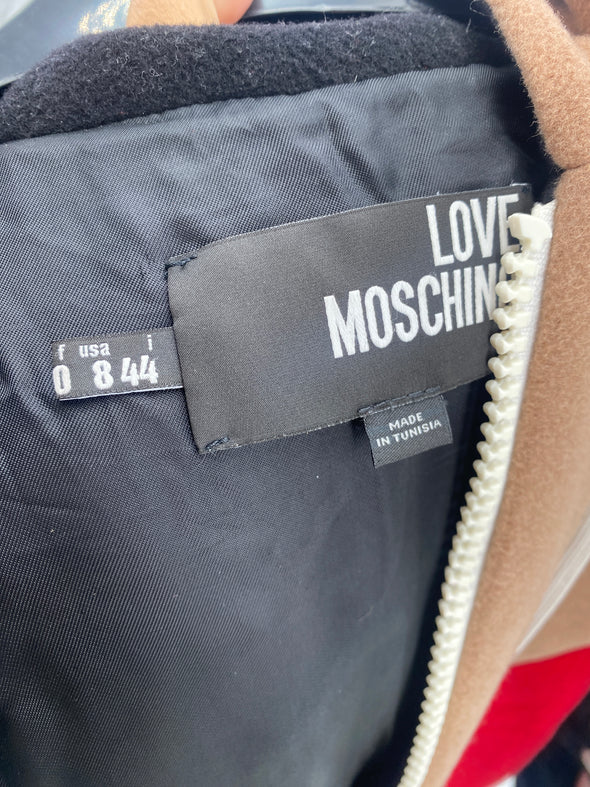 LOVE
MOSCHINO
f usa i
0 8 44
MADE
IN TUNISIA